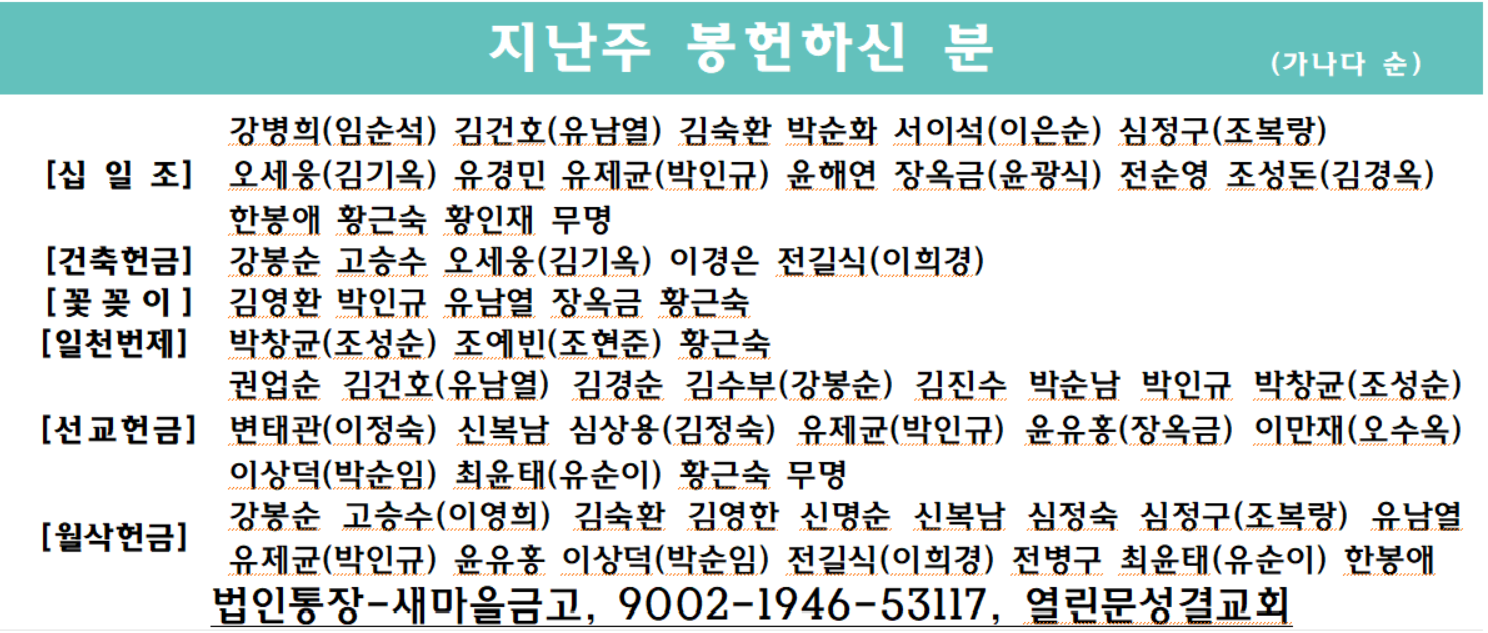 지난주 봉헌하신 분 (가나다 순)
강병희(임순석) 김건호(유남열) 김숙환 박순화 서이석(이은순) 심정구(조복랑)
[십 일 조] 오세웅(김기옥) 유경민 유제균(박인규) 윤해연 장옥금(윤광식) 전순영 조성돈(김경옥)
한봉애 황근숙 황인재 무명
[건축헌금] 강봉순 고승수 오세웅(김기옥) 이경은 전길식(이희경)
[꽃 꽂 이] 김영환 박인규 유남열 장옥금 황근숙
[일천번제] 박창균(조성순) 조예빈(조현준) 황근숙
권업순 김건호(유남열) 김경순 김수부(강봉순) 김진수 박순남 박인규 박창균(조성순)
[선교헌금] 변태관(이정숙) 신복남 심상용(김정숙) 유제균(박인규) 윤유홍(장옥금) 이만재(오수옥)
이상덕(박순임) 최윤태(유순이) 황근숙 무명
강봉순 고승수(이영희) 김숙환 김영한 신명순 신복남 심정숙 심정구(조복랑) 유남열
[월삭헌금]
유제균(박인규) 윤유홍 이상덕(박순임) 전길식(이희경) 전병구 최윤태(유순이) 한봉애
법인통장-새마을금고, 9002-1946-53117, 열린문성결교회